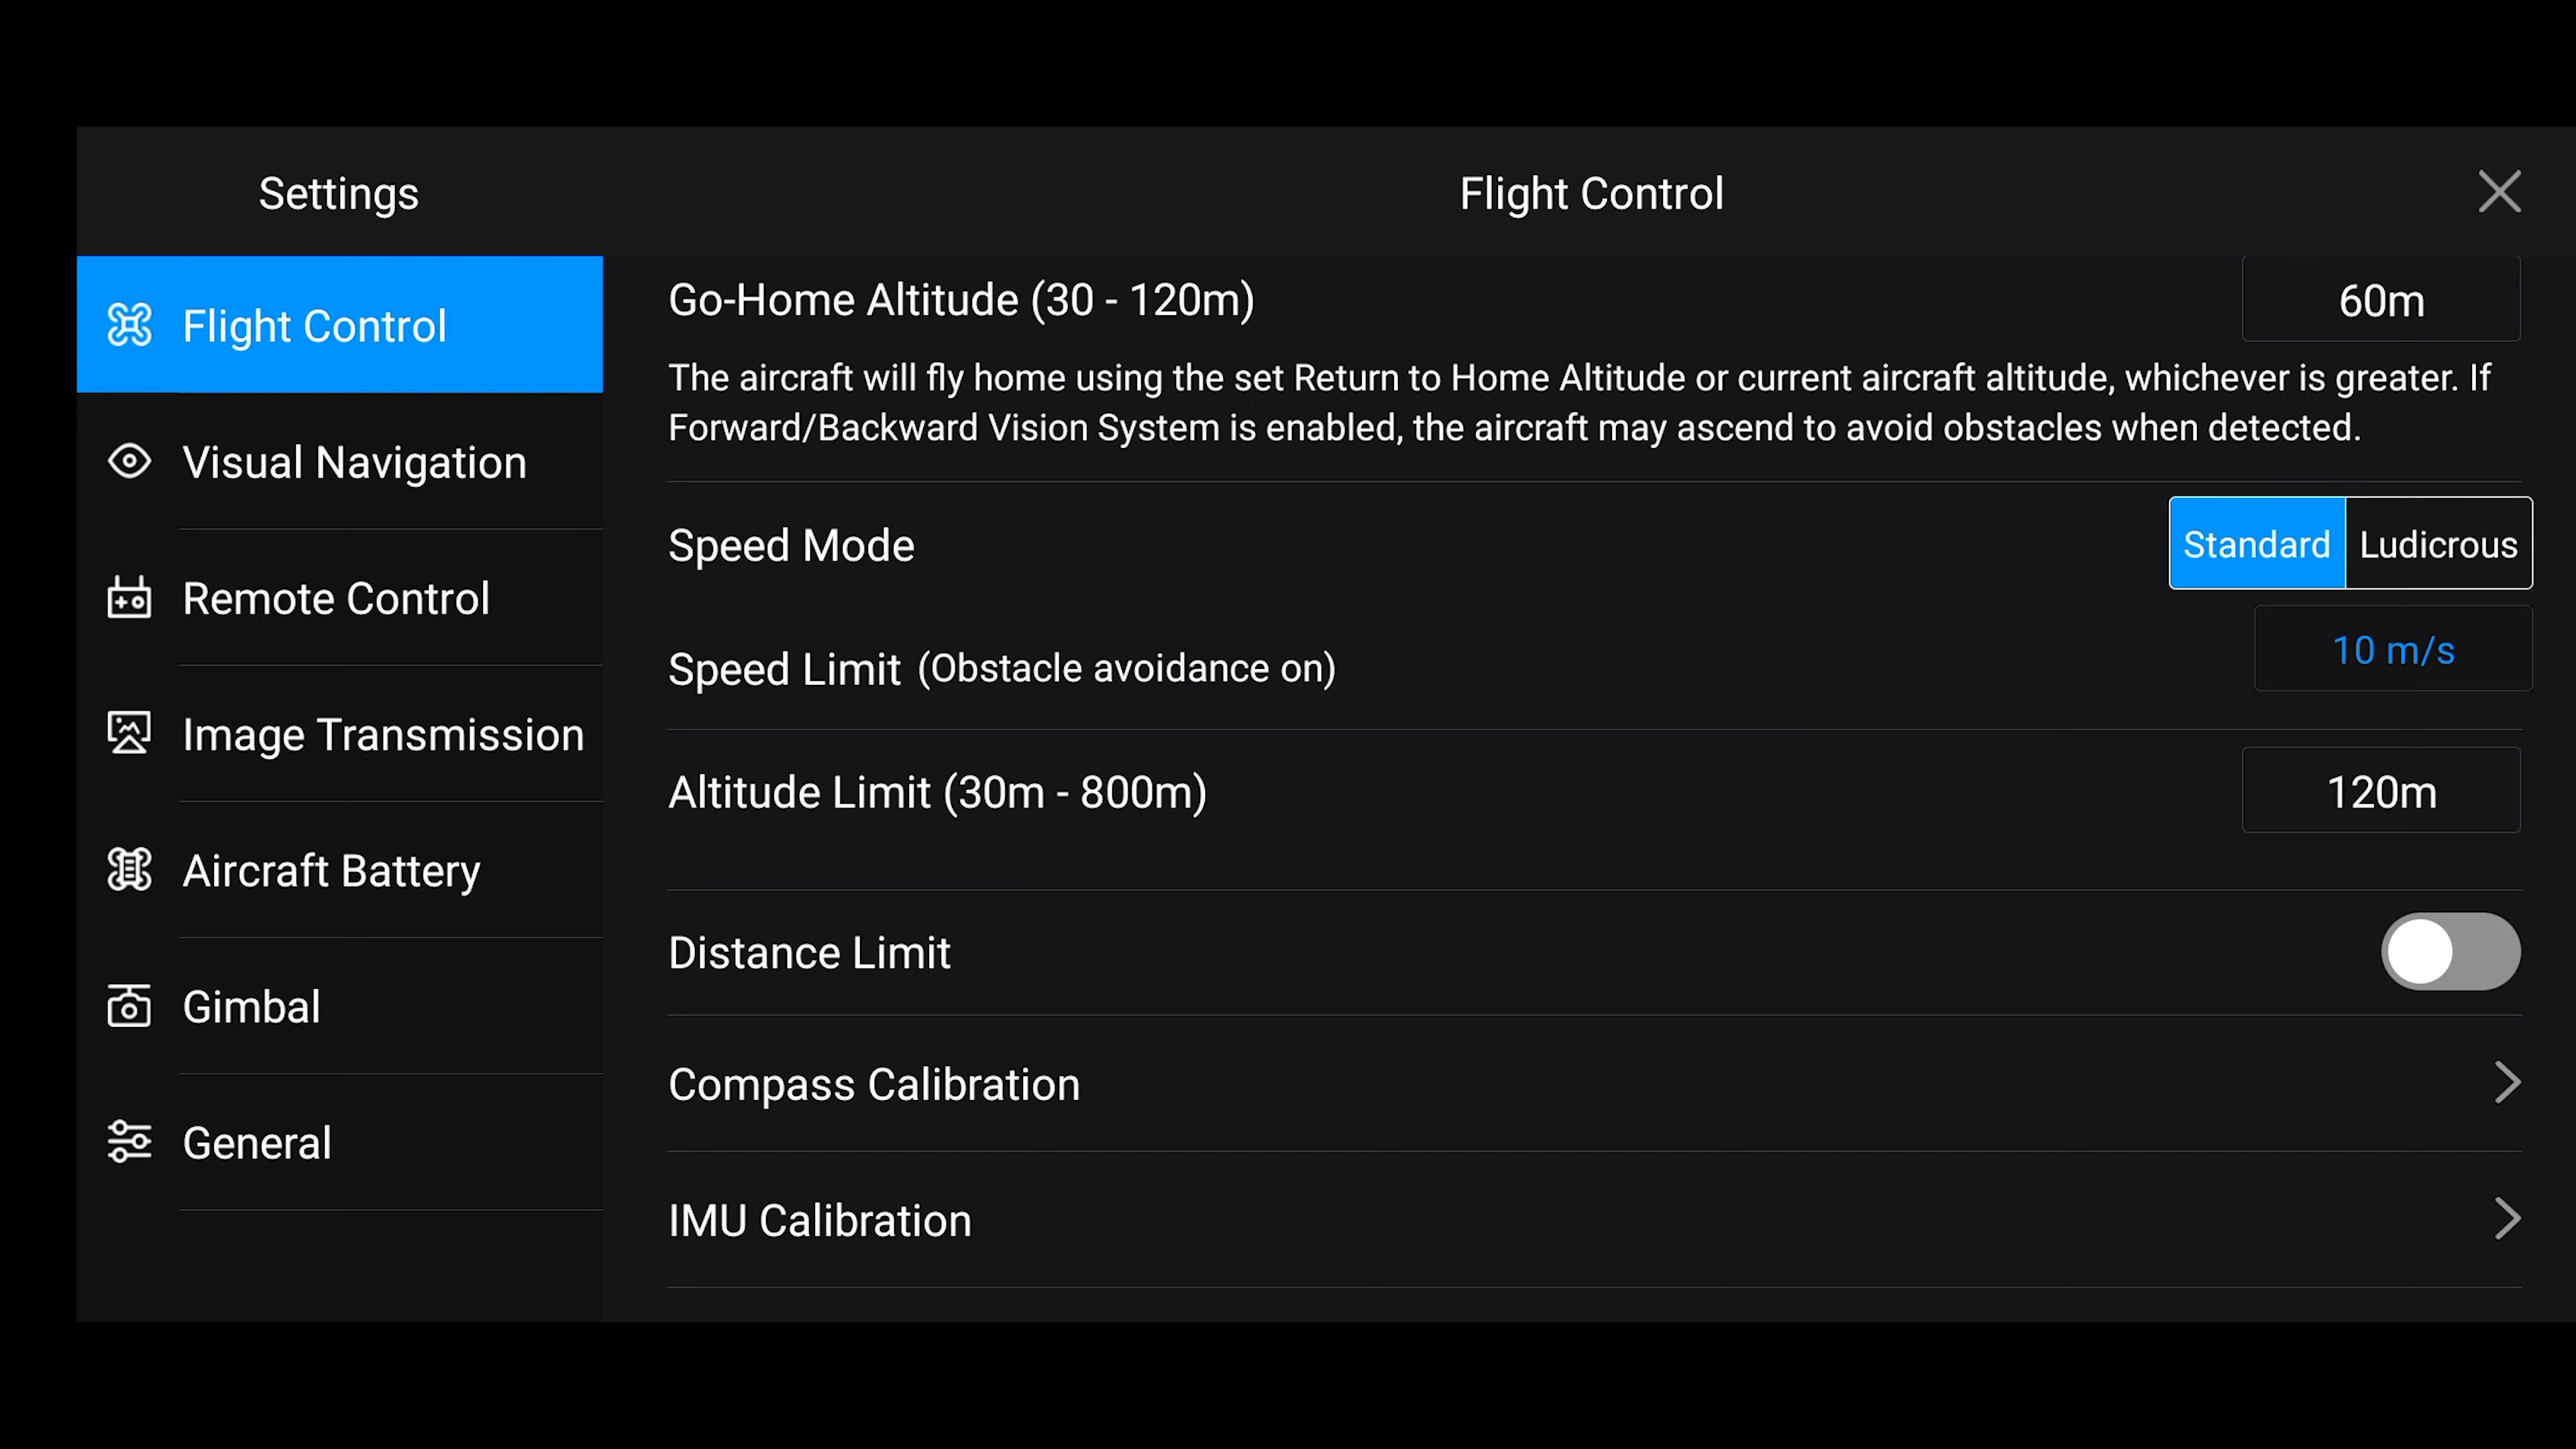 Settings
Flight Control
Flight Control
Visual Navigation
Remote Control
Image Transmission
Aircraft Battery
Gimbal
General
Go-Home Altitude (30 - 120m)
60m
The aircraft will fly home using the set Return to Home Altitude or current aircraft altitude, whichever is greater. If
Forward/Backward Vision System is enabled, the aircraft may ascend to avoid obstacles when detected.
Speed Mode
Standard
Ludicrous
Speed Limit (Obstacle avoidance on)
10 m/s
Altitude Limit (30m - 800m)
120m
Distance Limit
Compass Calibration
IMU Calibration